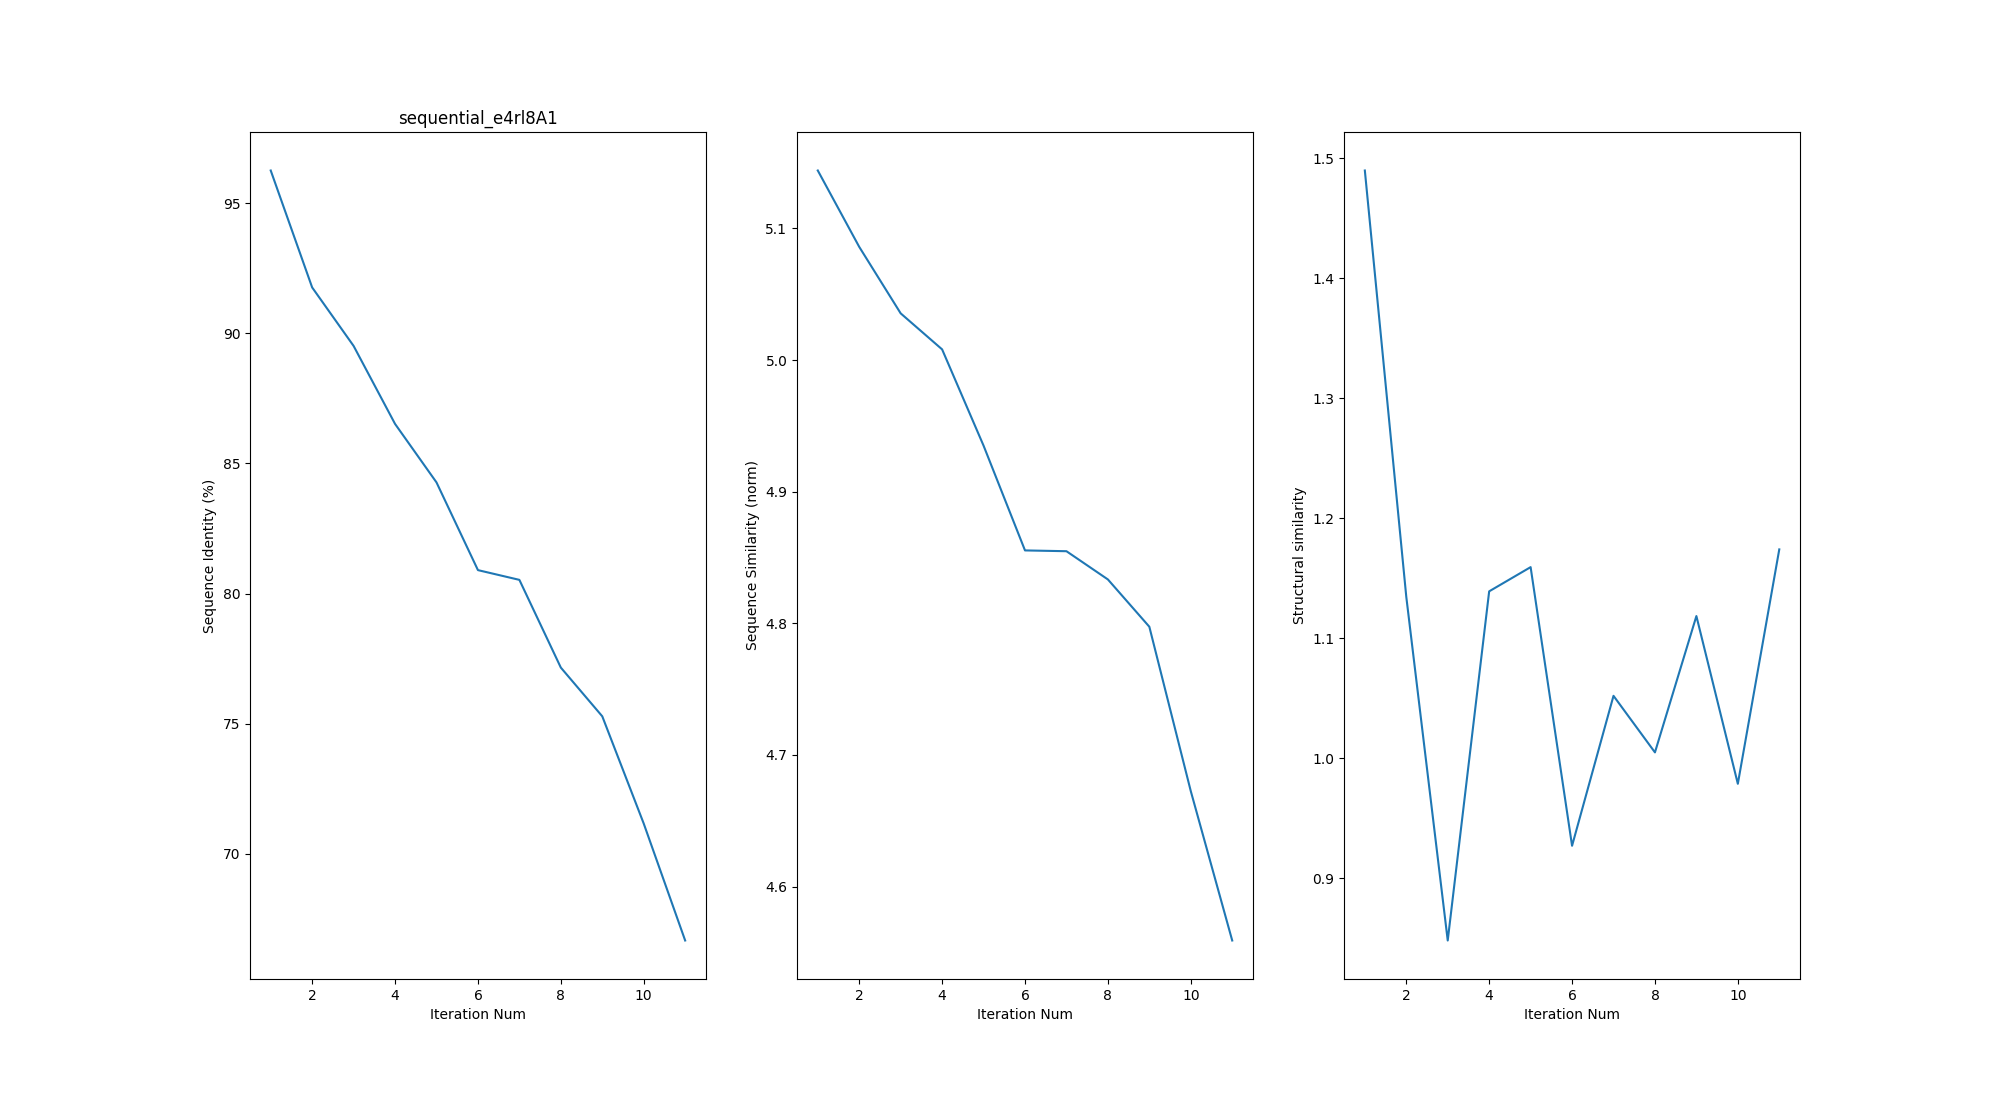 sequential_e4rl8A1
Sequence Identity (%)
95
90
85
80
75
70
2 4 6 8 10
Iteration Num
Sequence Similarity (norm)
5.1
5.0
4.9
4.8
4.7
4.6
2 4 6 8 10
Iteration Num
Structural similarity
1.5
1.4
1.3
1.2
1.1
1.0
0.9
2 4 6 8 10
Iteration Num